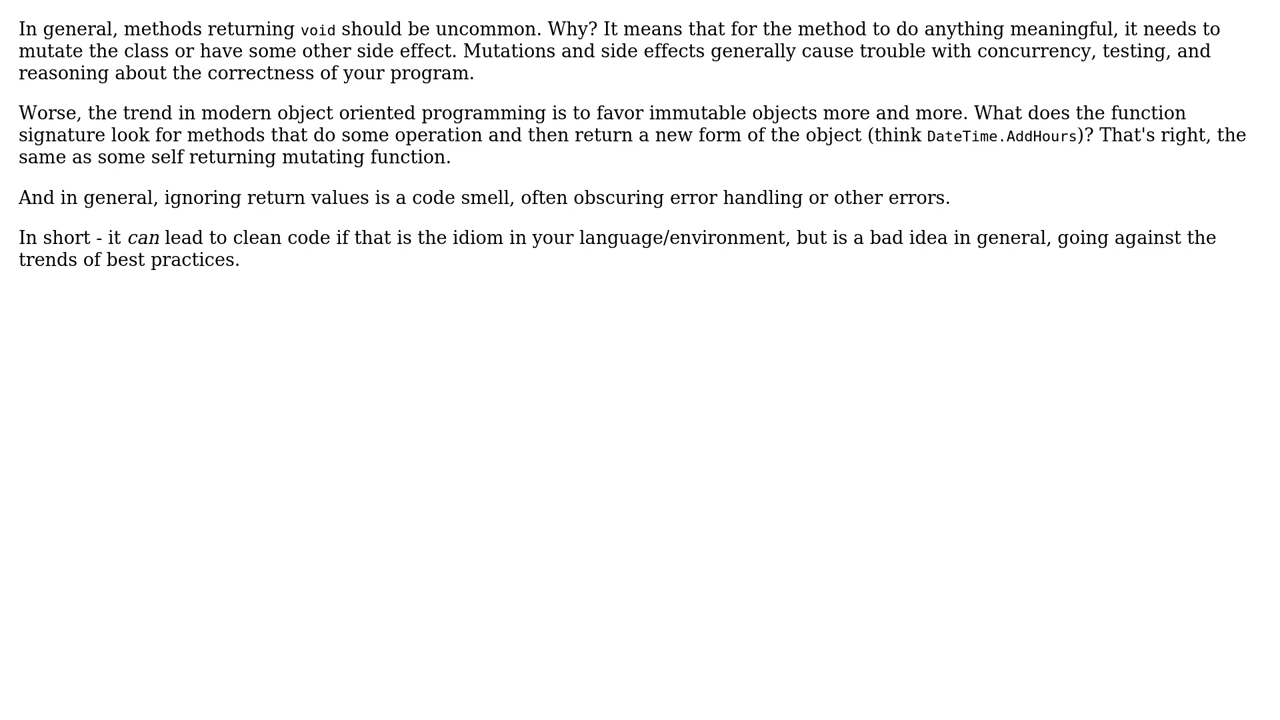 In general, methods returning void should be uncommon. Why? It means that for the method to do anything meaningful, it needs to
mutate the class or have some other side effect. Mutations and side effects generally cause trouble with concurrency, testing, and
reasoning about the correctness of your program.
Worse, the trend in modern object oriented programming is to favor immutable objects more and more. What does the function
signature look for methods that do some operation and then return a new form of the object (think DateTime.AddHours)? That's right, the
same as some self returning mutating function.
And in general, ignoring return values is a code smell, often obscuring error handling or other errors.
In short - it can lead to clean code if that is the idiom in your language/environment, but is a bad idea in general, going against the
trends of best practices.